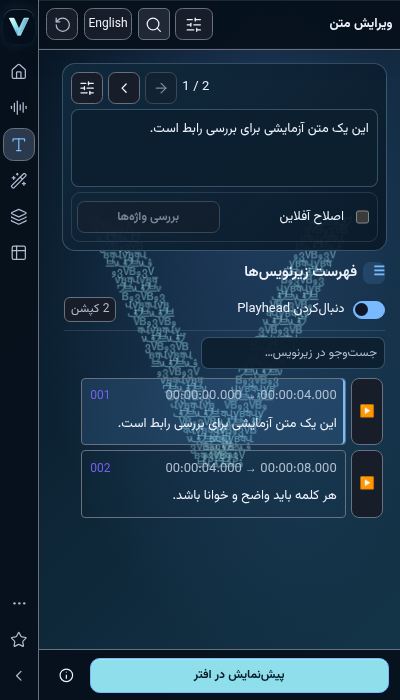 ویرایش متن
English
1 / 2
این یک متن آزمایشی برای بررسی رابط است.
اصلاح آفلاین
بررسی واژه‌ها
فهرست زیرنویس‌ها
دنبال‌کردن Playhead
2 کپشن
جست‌وجو در زیرنویس...
001
00:00:00.000 → 00:00:04.000
این یک متن آزمایشی برای بررسی رابط است.
002
00:00:04.000 → 00:00:08.000
هر کلمه باید واضح و خوانا باشد.
پیش‌نمایش در افتر